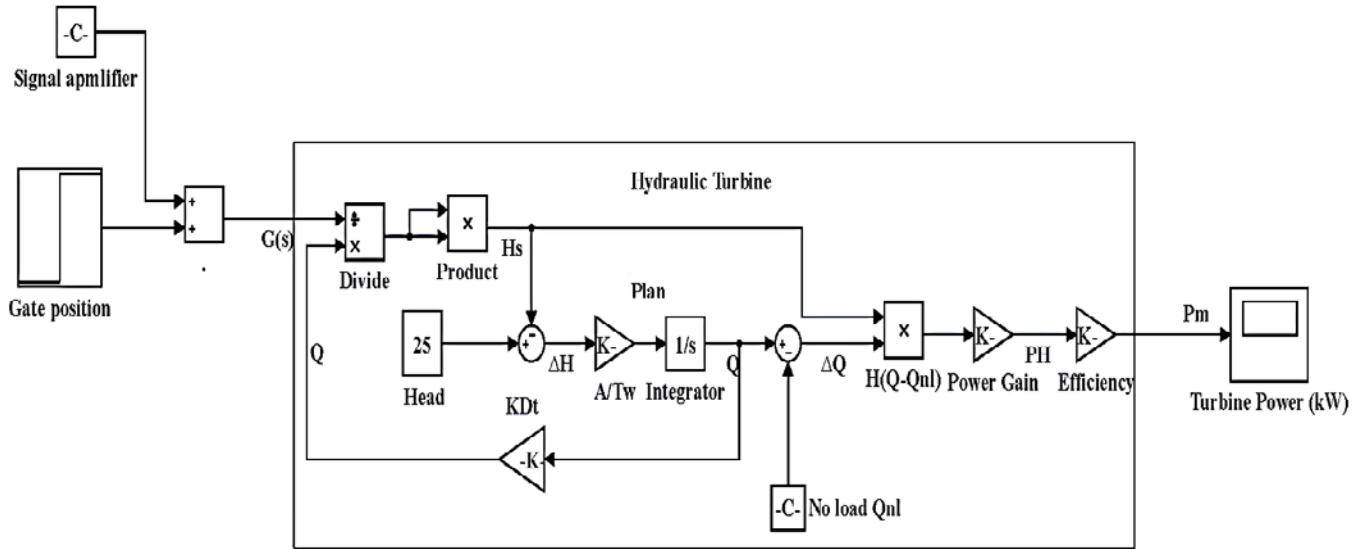 -C-
Signal apmlifier
Gate position
+
+
.
G(s)
Hydraulic Turbine
÷
x
Divide
x
Product
Hs
Plan
Q
25
Head
-
+
ΔH
K-
A/Tw
1/s
Integrator
Q
+
-
ΔQ
x
H(Q-Qnl)
K-
Power Gain
PH
K-
Efficiency
Pm
Turbine Power (kW)
KDt
-K-
-C-
No load Qnl